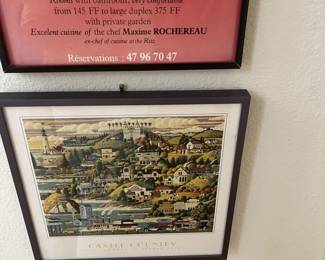 Rooms with bathroom, very comfortable
from 145 FF to large duplex 375 FF
with private garden
Excelent cuisine of the chef Maxime ROCHEREAU
ex-chef of cuisine at the Ritz
Réservations : 47 96 70 47
CASTLE COUNTRY